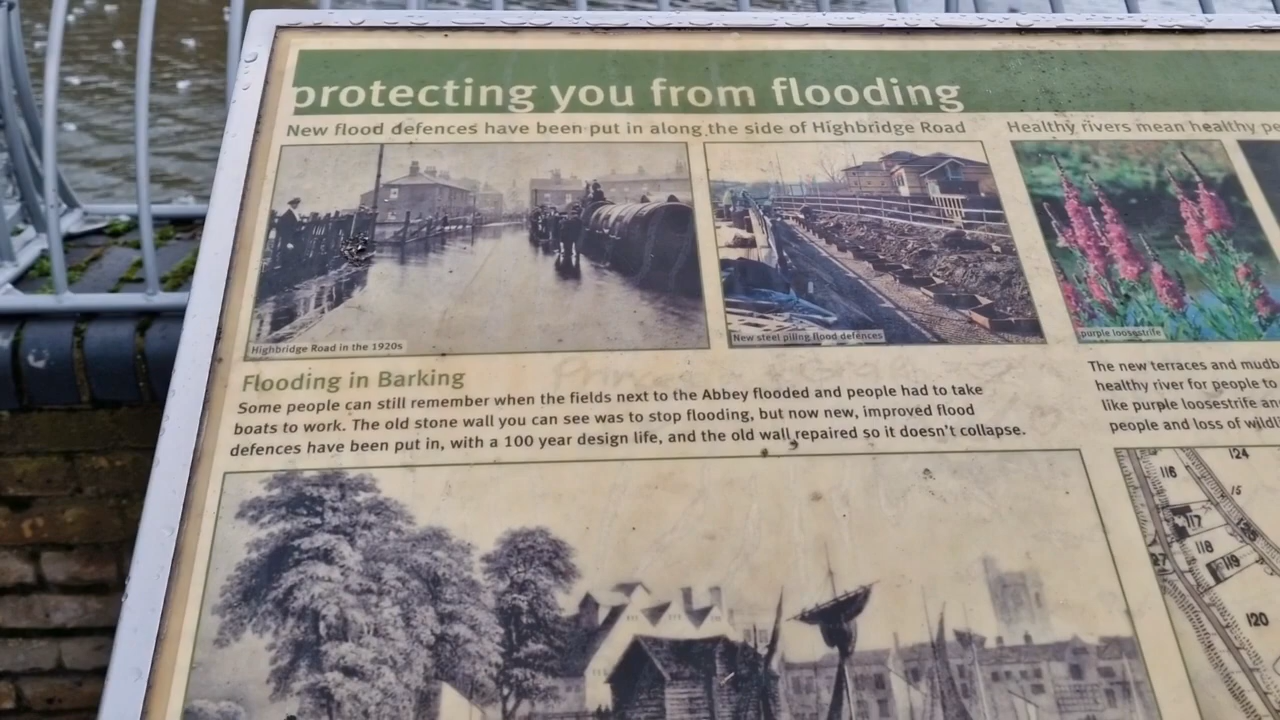 protecting you from flooding
New flood defences have been put in along the side of Highbridge Road
Highbridge Road in the 1920s
New steel piling flood defences
Flooding in Barking
Some people can still remember when the fields next to the Abbey flooded and people had to take
boats to work. The old stone wall you can see was to stop flooding, but now new, improved flood
defences have been put in, with a 100 year design life, and the old wall repaired so it doesn't collapse.
Healthy rivers mean healthy
purple loosestrife
The new terraces and
healthy river for people to
like purple loosestrife
people and loss of
124
116
15
117
125
118
119
27
120